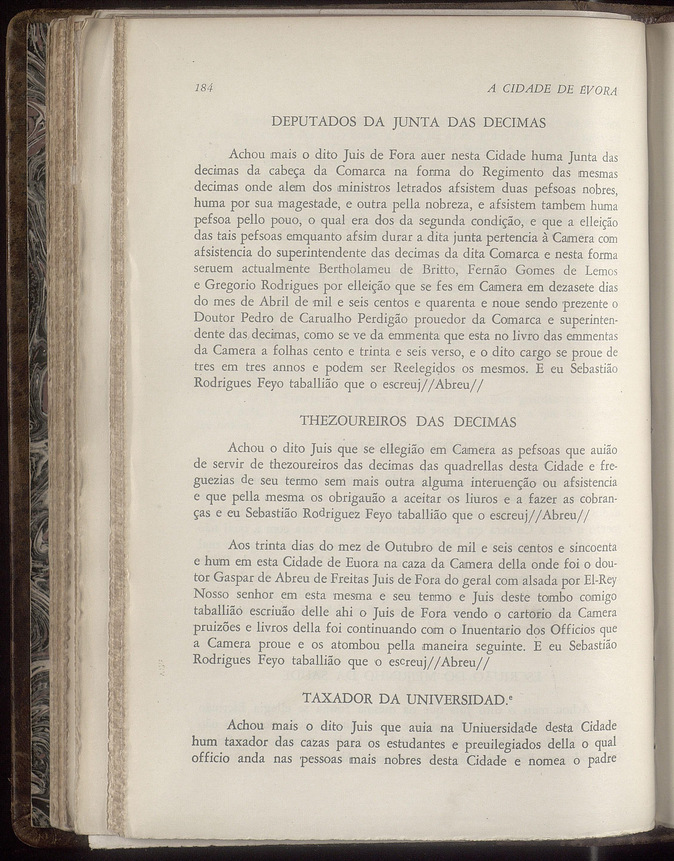 184
A CIDADE DE ÉVORA
DEPUTADOS DA JUNTA DAS DECIMAS
Achou mais o dito Juis de Fora auer nesta Cidade huma Junta das
decimas da cabeça da Comarca na forma do Regimento das mesmas
decimas onde alem dos ministros letrados afsistem duas pefsoas nobres,
huma por sua magestade, e outra pella nobreza, e afsistem tambem huma
pefsoa pello pouo, o qual era dos da segunda condição, e que a elleição
das tais pefsoas emquanto afsim durar a dita junta pertencia à Camera com
afsistencia do superintendente das decimas da dita Comarca e nesta forma
seruem actualmente Bertholameu de Britto, Fernão Gomes de Lemos
e Gregorio Rodrigues por elleição que se fes em Camera em dezasete dias
do mes de Abril de mil e seis centos e quarenta e noue sendo prezente o
Doutor Pedro de Carualho Perdigão prouedor da Comarca e superinten-
dente das decimas, como se ve da emmenta que esta no livro das emmentas
da Camera a folhas cento e trinta e seis verso, e o dito cargo se proue de
tres em tres annos e podem ser Reelegidos os mesmos. E eu Sebastião
Rodrigues Feyo taballião que o escreuj//Abreu//
THEZOUREIROS DAS DECIMAS
Achou o dito Juis que se ellegião em Camera as pefsoas que auião
de servir de thezoureiros das decimas das quadrellas desta Cidade e fre-
guezias de seu termo sem mais outra alguma interuenção ou afsistencia
e que pella mesma os obrigauão a aceitar os liuros e a fazer as cobran-
ças e eu Sebastião Rodriguez Feyo taballião que o escreuj//Abreu//
Aos trinta dias do mez de Outubro de mil e seis centos e sincoenta
e hum em esta Cidade de Euora na caza da Camera della onde foi o dou-
tor Gaspar de Abreu de Freitas Juis de Fora do geral com alsada por El-Rey
Nosso senhor em esta mesma e seu termo e Juis deste tombo comigo
taballião escriuão delle ahi o Juis de Fora vendo o cartorio da Camera
pruizões e livros della foi continuando com o Inuentario dos Officios que
a Camera proue e os atombou pella maneira seguinte. E eu Sebastião
Rodrigues Feyo taballião que o escreuj//Abreu//
TAXADOR DA UNIVERSIDAD.ᵉ
Achou mais o dito Juis que auia na Uniuersidade desta Cidade
hum taxador das cazas para os estudantes e preuilegiados della o qual
officio anda nas pessoas mais nobres desta Cidade e nomea o padre